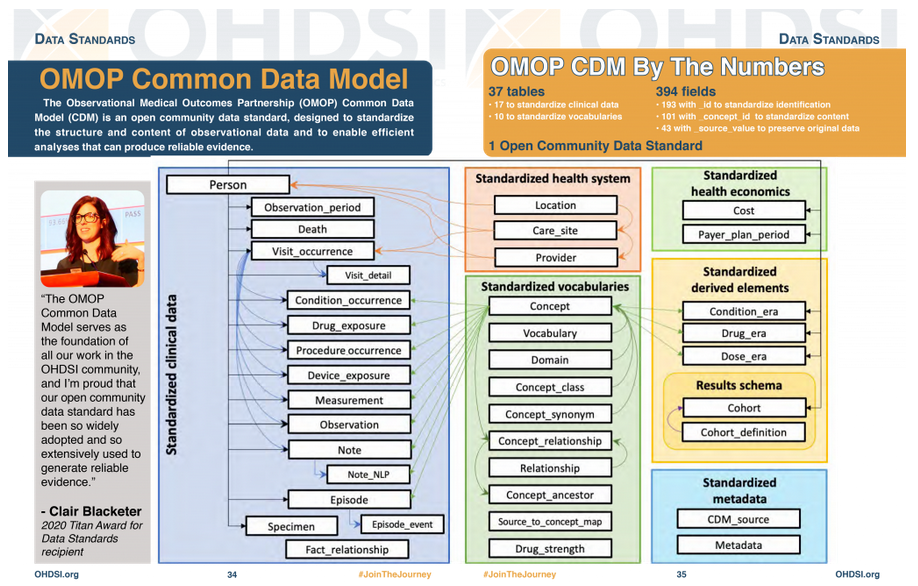 DATA STANDARDS
OMOP Common Data Model
The Observational Medical Outcomes Partnership (OMOP) Common Data
Model (CDM) is an open community data standard, designed to standardize
the structure and content of observational data and to enable efficient
analyses that can produce reliable evidence.
DATA STANDARDS
OMOP CDM By The Numbers
37 tables
• 17 to standardize clinical data
• 10 to standardize vocabularies
394 fields
• 193 with _id to standardize identification
• 101 with _concept_id to standardize content
• 43 with _source_value to preserve original data
1 Open Community Data Standard
OHDSI
OHDSI
PASS
“The OMOP
Common Data
Model serves as
the foundation of
all our work in the
OHDSI community,
and I’m proud that
our open community
data standard has
been so widely
adopted and so
extensively used to
generate reliable
evidence.”
- Clair Blacketer
2020 Titan Award for
Data Standards
recipient
Standardized clinical data
Person
Observation_period
Death
Visit_occurrence
Visit_detail
Condition_occurrence
Drug_exposure
Procedure occurrence
Device_exposure
Measurement
Observation
Note
Note_NLP
Episode
Specimen
Episode_event
Fact_relationship
Standardized health system
Location
Care_site
Provider
Standardized vocabularies
Concept
Vocabulary
Domain
Concept_class
Concept_synonym
Concept_relationship
Relationship
Concept_ancestor
Source_to_concept_map
Drug_strength
Standardized
health economics
Cost
Payer_plan_period
Standardized
derived elements
Condition_era
Drug_era
Dose_era
Results schema
Cohort
Cohort_definition
Standardized
metadata
CDM_source
Metadata
OHDSI.org
34
#JoinTheJourney
#JoinTheJourney
35
OHDSI.org